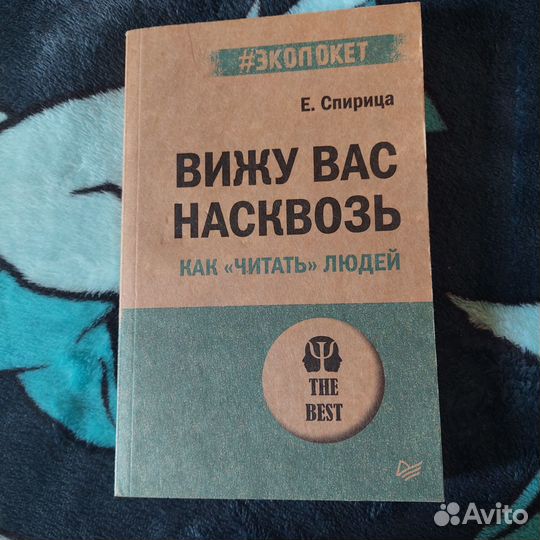 #ЭКОПОКЕТ
Е. Спирица
ВИЖУ ВАС
НАСКВОЗЬ
КАК «ЧИТАТЬ» ЛЮДЕЙ
Ψ
THE
BEST
Avito